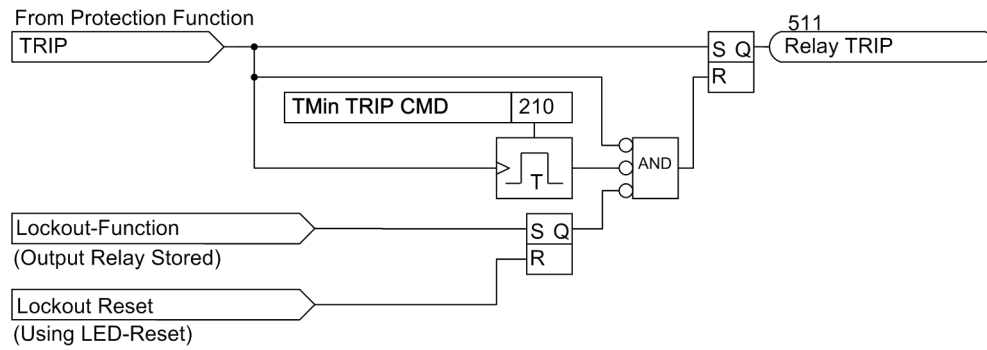 From Protection Function
TRIP
511
S Q
Relay TRIP
R
TMin TRIP CMD 210
T
AND
Lockout-Function
S Q
(Output Relay Stored)
R
Lockout Reset
(Using LED-Reset)